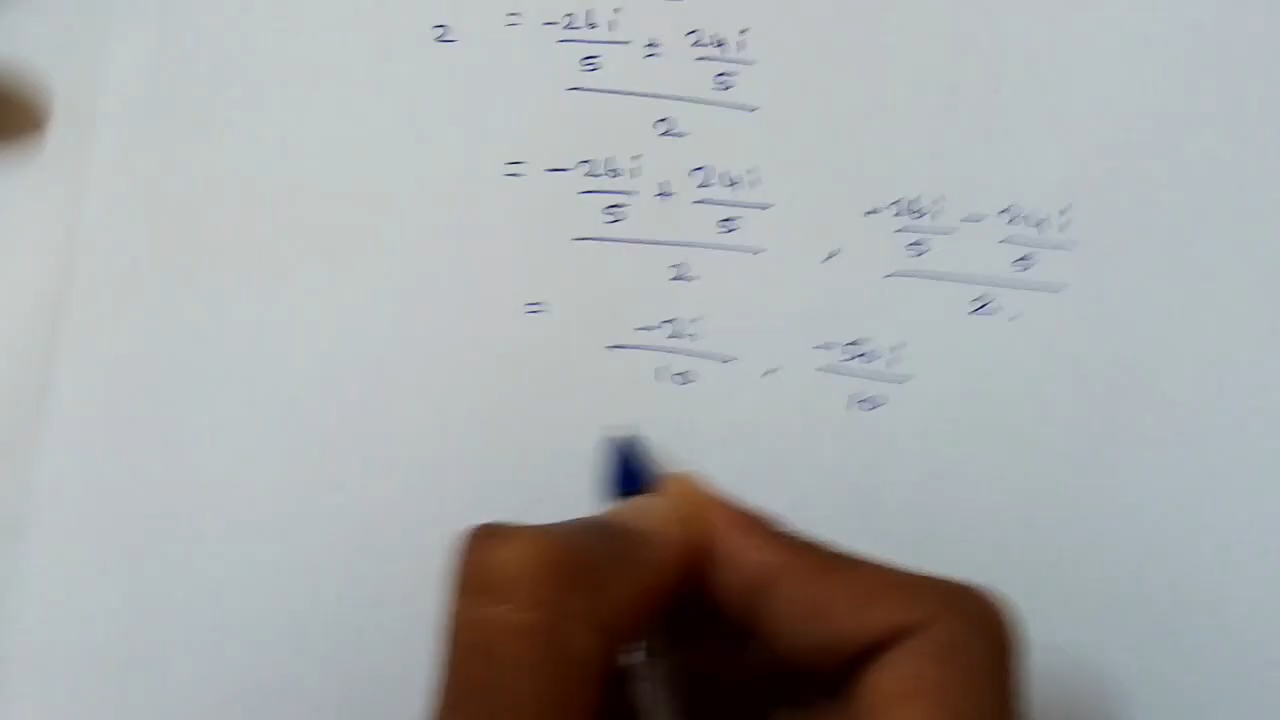 z = (-26i/5 ± 24i/5)/2
= (-26i/5 + 24i/5)/2 , (-26i/5 - 24i/5)/2
= -2i/10 , -50i/10